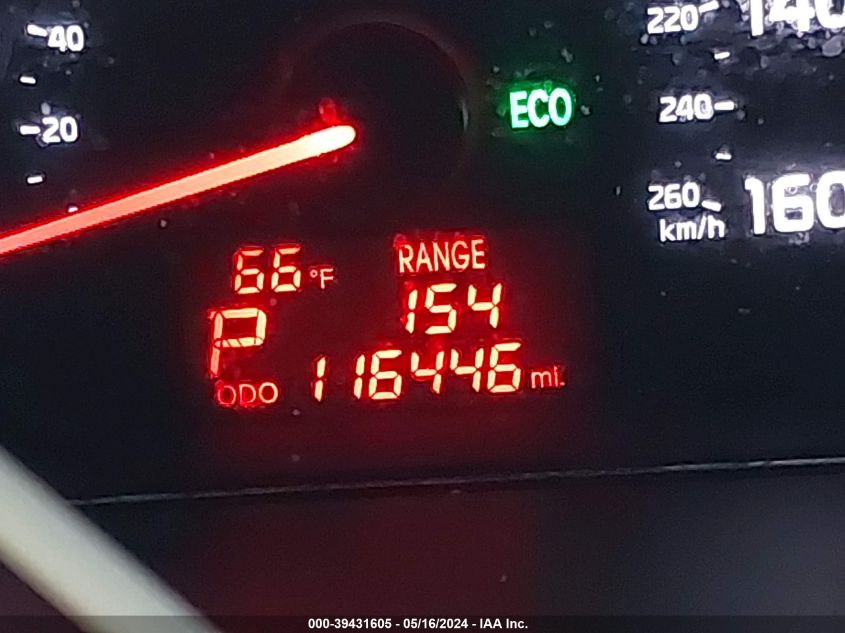 40
20
ECO
220
240
260
km/h
160
66 °F
RANGE
154
P
ODO 116446 mi.
000-39431605 - 05/16/2024 - IAA Inc.